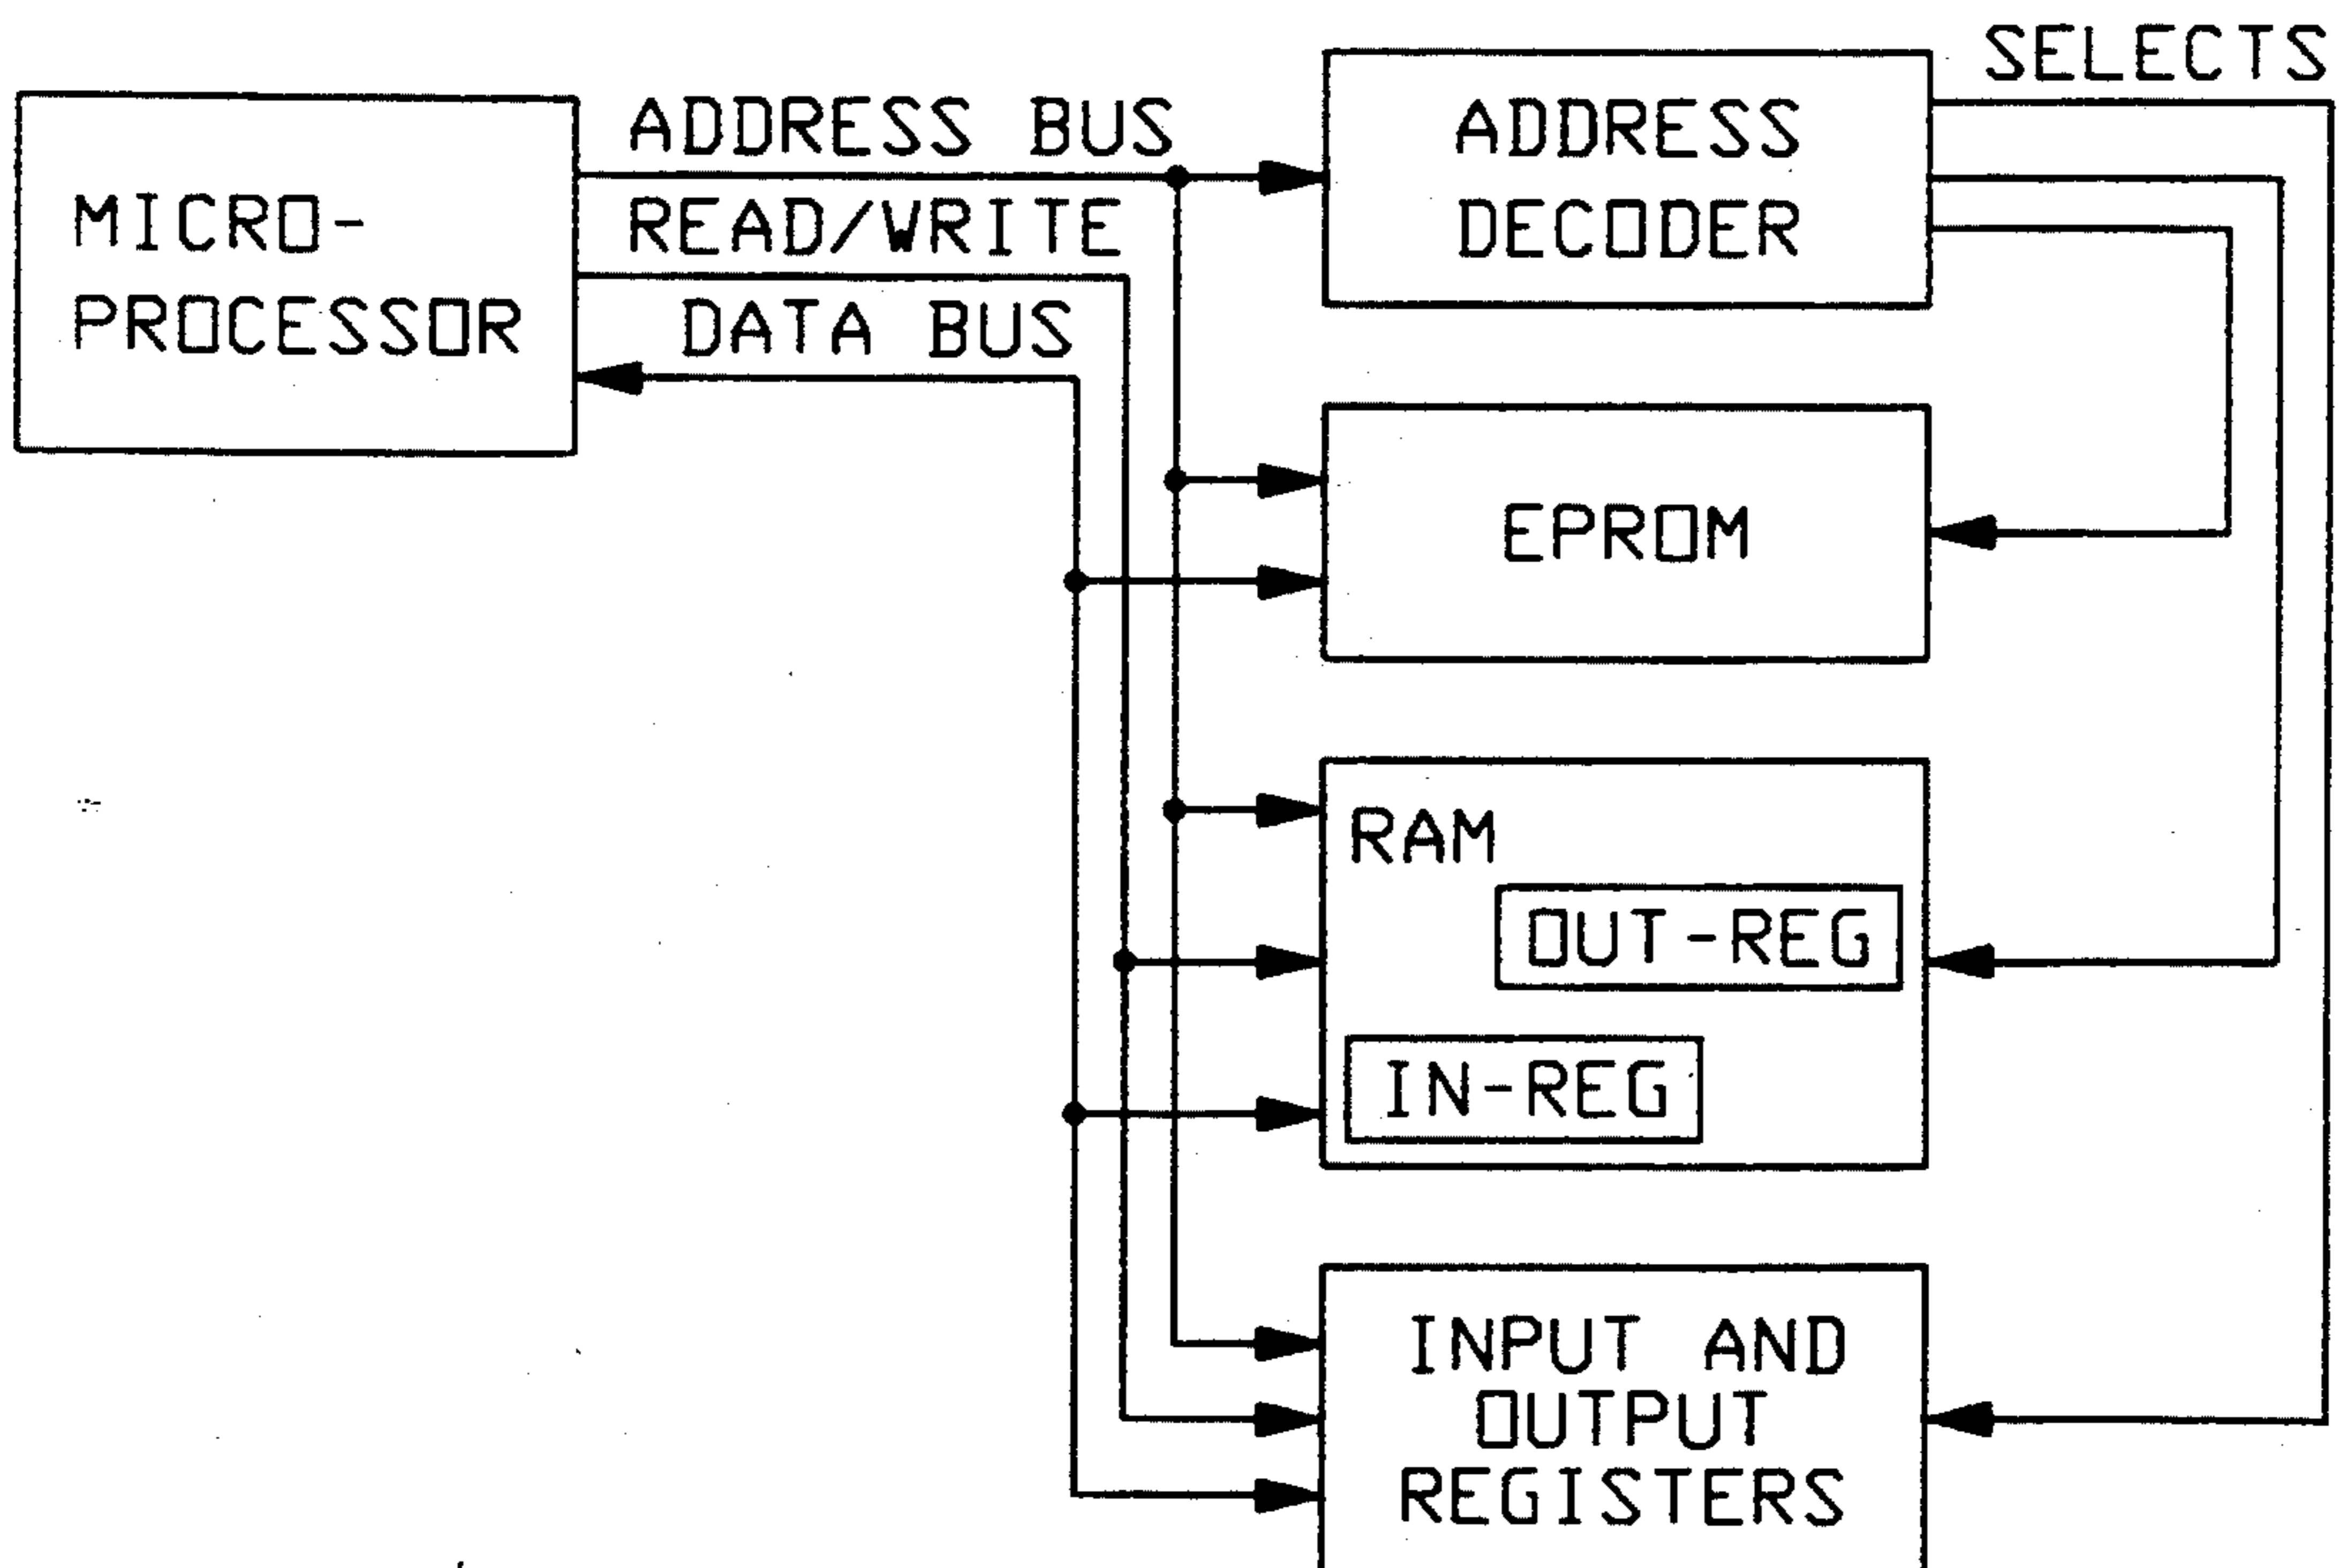 SELECTS
MICRO-
PROCESSOR
ADDRESS BUS
READ/WRITE
DATA BUS
ADDRESS
DECODER
EPROM
RAM
OUT-REG
IN-REG
INPUT AND
OUTPUT
REGISTERS